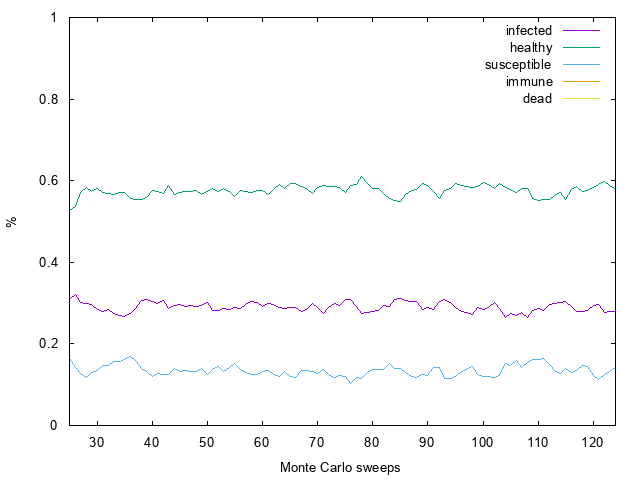 1
infected
healthy
susceptible
immune
dead
0.8
0.6
%
0.4
0.2
0
30 40 50 60 70 80 90 100 110 120
Monte Carlo sweeps